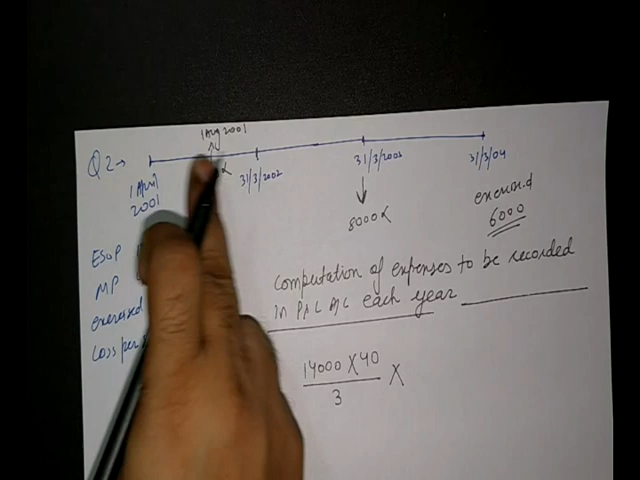 Q2→
1 Aug 2001
1 April 2001
31/3/2002
31/3/2003
31/3/04
8000
exercised
6000
ESOP
MP
exercised
Loss per
Computation of expenses to be recorded
in P&L A/c each year
14000 X 40 X
3